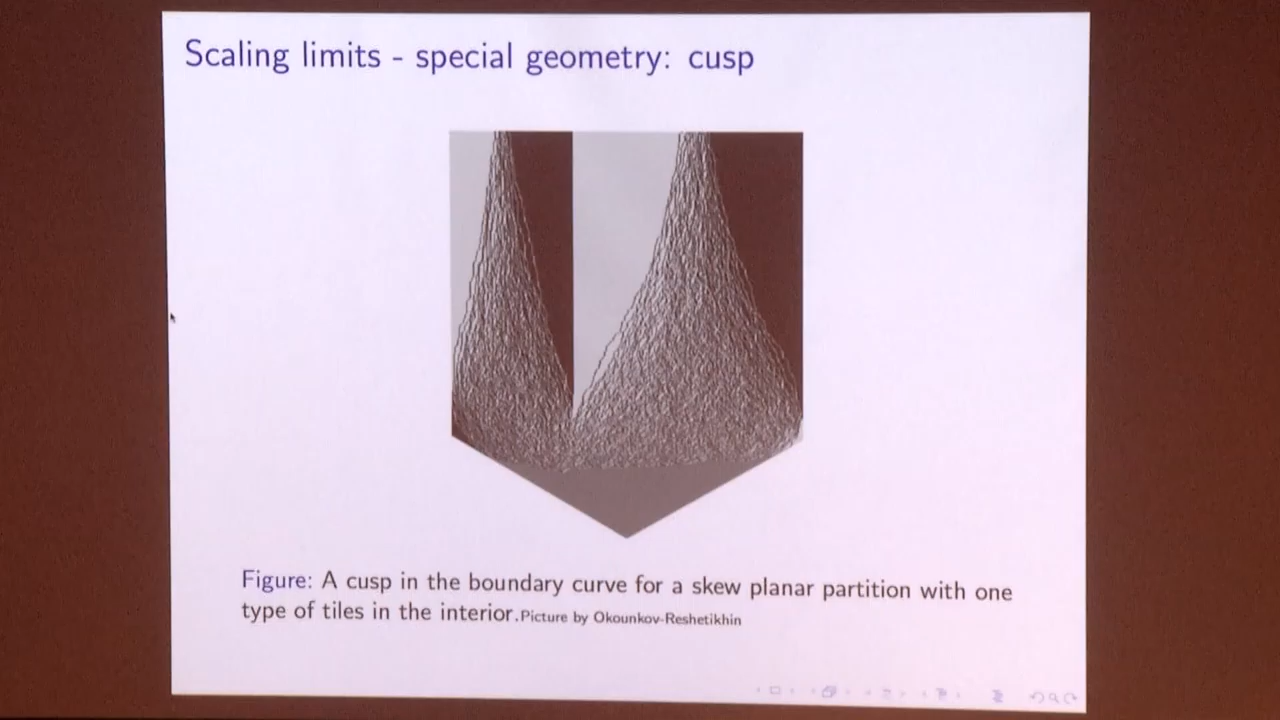 Scaling limits - special geometry: cusp
Figure: A cusp in the boundary curve for a skew planar partition with one
type of tiles in the interior.Picture by Okounkov-Reshetikhin